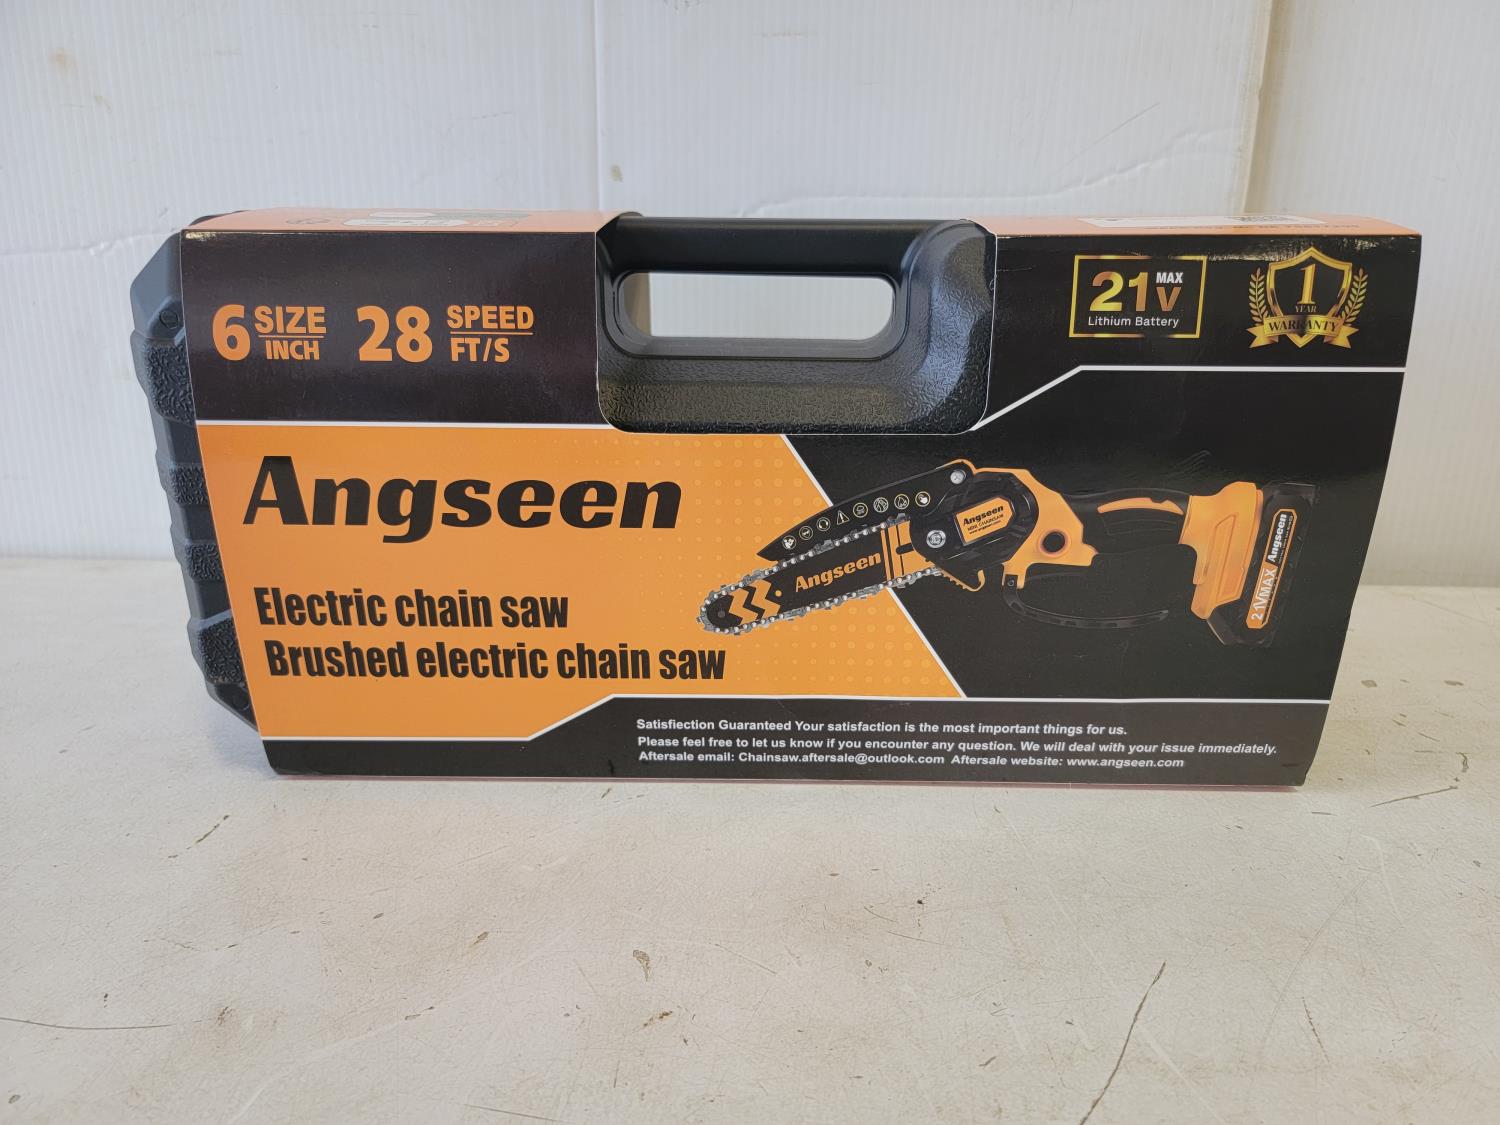 6 SIZE INCH 28 SPEED FT/S
21V MAX
Lithium Battery
1
YEAR
WARRANTY
Angseen
Electric chain saw
Brushed electric chain saw
Angseen
Angseen
MINI CHAINSAW
21VMAX Angseen
Satisfiection Guaranteed Your satisfaction is the most important things for us.
Please feel free to let us know if you encounter any question. We will deal with your issue immediately.
Aftersale email: Chainsaw.aftersale@outlook.com Aftersale website: www.angseen.com